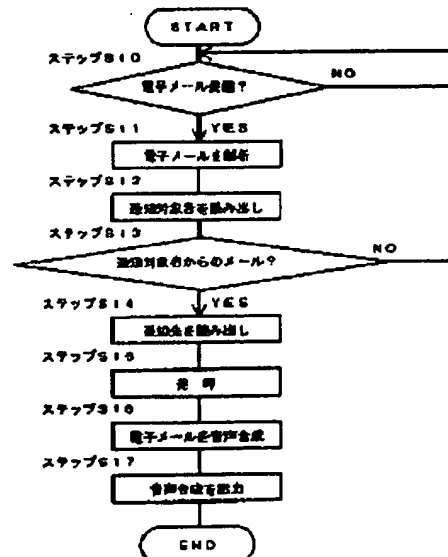 START
ステップS10
電子メール受信?
NO
ステップS11
YES
電子メールを解析
ステップS12
通知対象者を読み出し
ステップS13
通知対象者からのメール?
NO
ステップS14
YES
通知先を読み出し
ステップS15
発呼
ステップS16
電子メールを音声合成
ステップS17
音声合成を出力
END